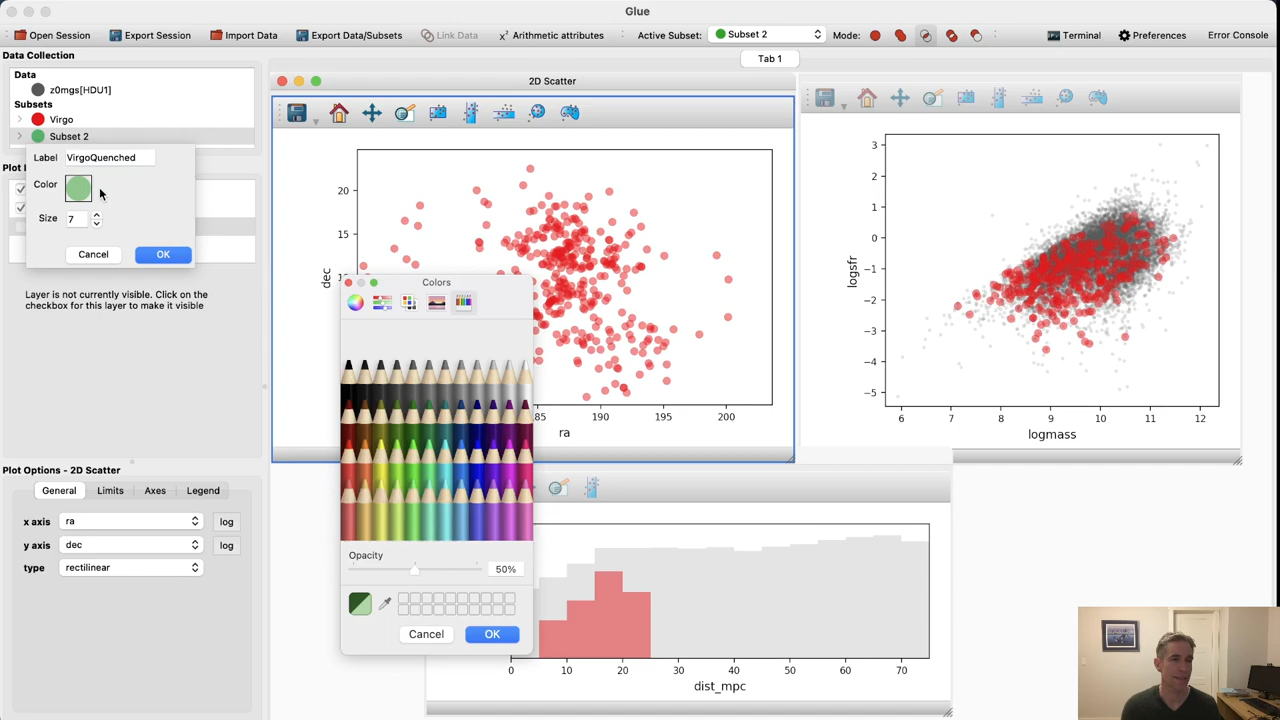 Glue
Open Session
Export Session
Import Data
Export Data/Subsets
Link Data
x² Arithmetic attributes
Active Subset:
Subset 2
Mode:
Terminal
Preferences
Error Console
Data Collection
Tab 1
Data
z0mgs[HDU1]
Subsets
Virgo
Subset 2
Label
VirgoQuenched
Color
Size
7
Cancel
OK
Layer is not currently visible. Click on the
checkbox for this layer to make it visible
Plot Options - 2D Scatter
General
Limits
Axes
Legend
x axis
ra
log
y axis
dec
log
type
rectilinear
2D Scatter
20
15
10
dec
85
190
195
200
ra
3
2
1
0
−1
−2
−3
−4
−5
logsfr
6
7
8
9
10
11
12
logmass
Colors
Opacity
50%
Cancel
OK
0
10
20
30
40
50
60
70
dist_mpc